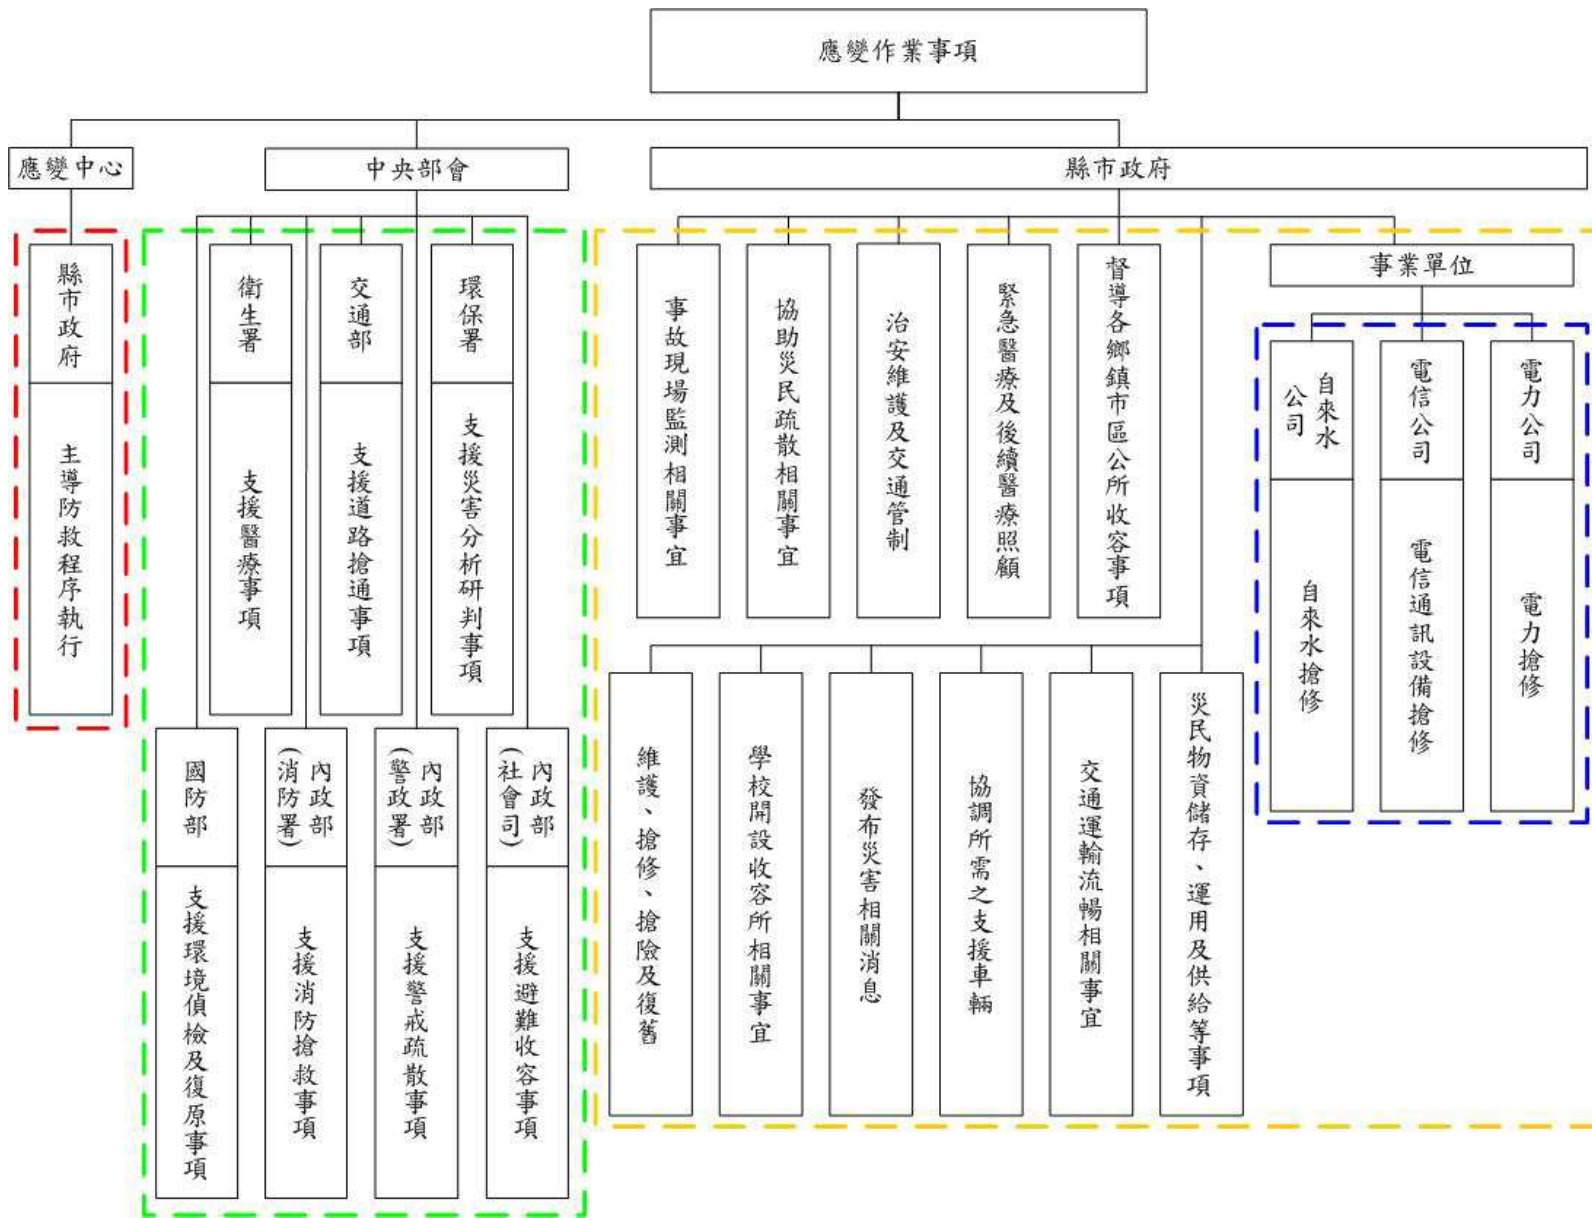 應變作業事項
應變中心
中央部會
縣市政府
縣市政府
主導防救程序執行
衛生署
支援醫療事項
交通部
支援道路搶通事項
環保署
支援災害分析研判事項
國防部
支援環境偵檢及復原事項
內政部
(消防署)
支援消防搶救事項
內政部
(警政署)
支援警戒疏散事項
內政部
(社會司)
支援避難收容事項
事故現場監測相關事宜
協助災民疏散相關事宜
治安維護及交通管制
緊急醫療及後續醫療照顧
督導各鄉鎮市區公所收容事項
維護、搶修、搶險及復舊
學校開設收容所相關事宜
發布災害相關消息
協調所需之支援車輛
交通運輸流暢相關事宜
災民物資儲存、運用及供給等事項
事業單位
自來水
公司
自來水搶修
電信公司
電信通訊設備搶修
電力公司
電力搶修